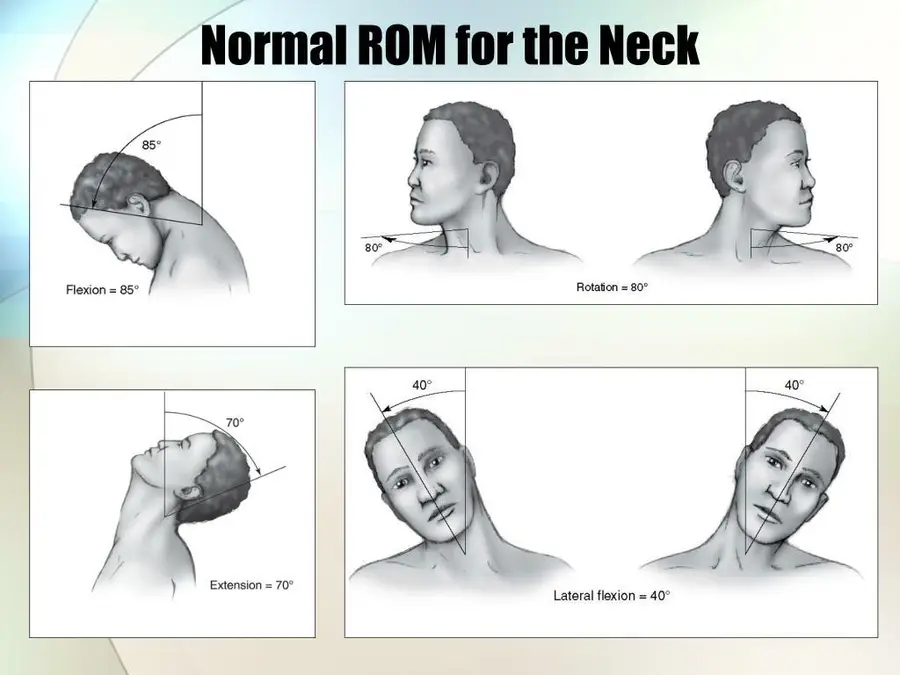 Normal ROM for the Neck
85°
Flexion = 85°
80°
80°
Rotation = 80°
70°
Extension = 70°
40°
40°
Lateral flexion = 40°